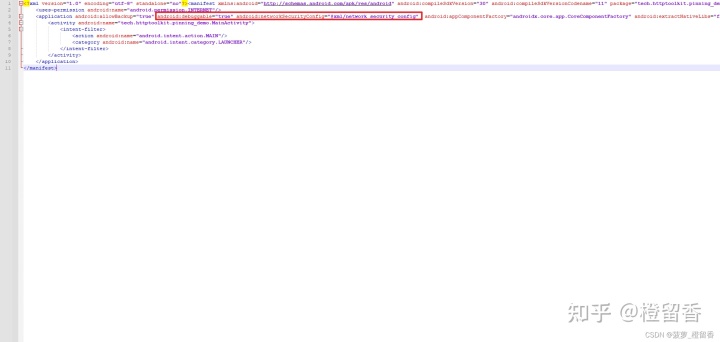 1 <?xml version="1.0" encoding="utf-8" standalone="no"?><manifest xmlns:android="http://schemas.android.com/apk/res/android" android:compileSdkVersion="30" android:compileSdkVersionCodename="11" package="tech.httptoolkit.pinning_demo
2 <uses-permission android:name="android.permission.INTERNET"/>
3 <application android:allowBackup="true" android:debuggable="true" android:networkSecurityConfig="@xml/network_security_config" android:appComponentFactory="androidx.core.app.CoreComponentFactory" android:extractNativeLibs="f
4 <activity android:name="tech.httptoolkit.pinning_demo.MainActivity">
5 <intent-filter>
6 <action android:name="android.intent.action.MAIN"/>
7 <category android:name="android.intent.category.LAUNCHER"/>
8 </intent-filter>
9 </activity>
10 </application>
11 </manifest>
知乎 @橙留香
CSDN @菠萝_橙留香